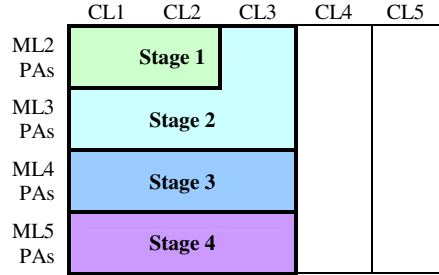 CL1 CL2 CL3 CL4 CL5
ML2
PAs
Stage 1
ML3
PAs
Stage 2
ML4
PAs
Stage 3
ML5
PAs
Stage 4